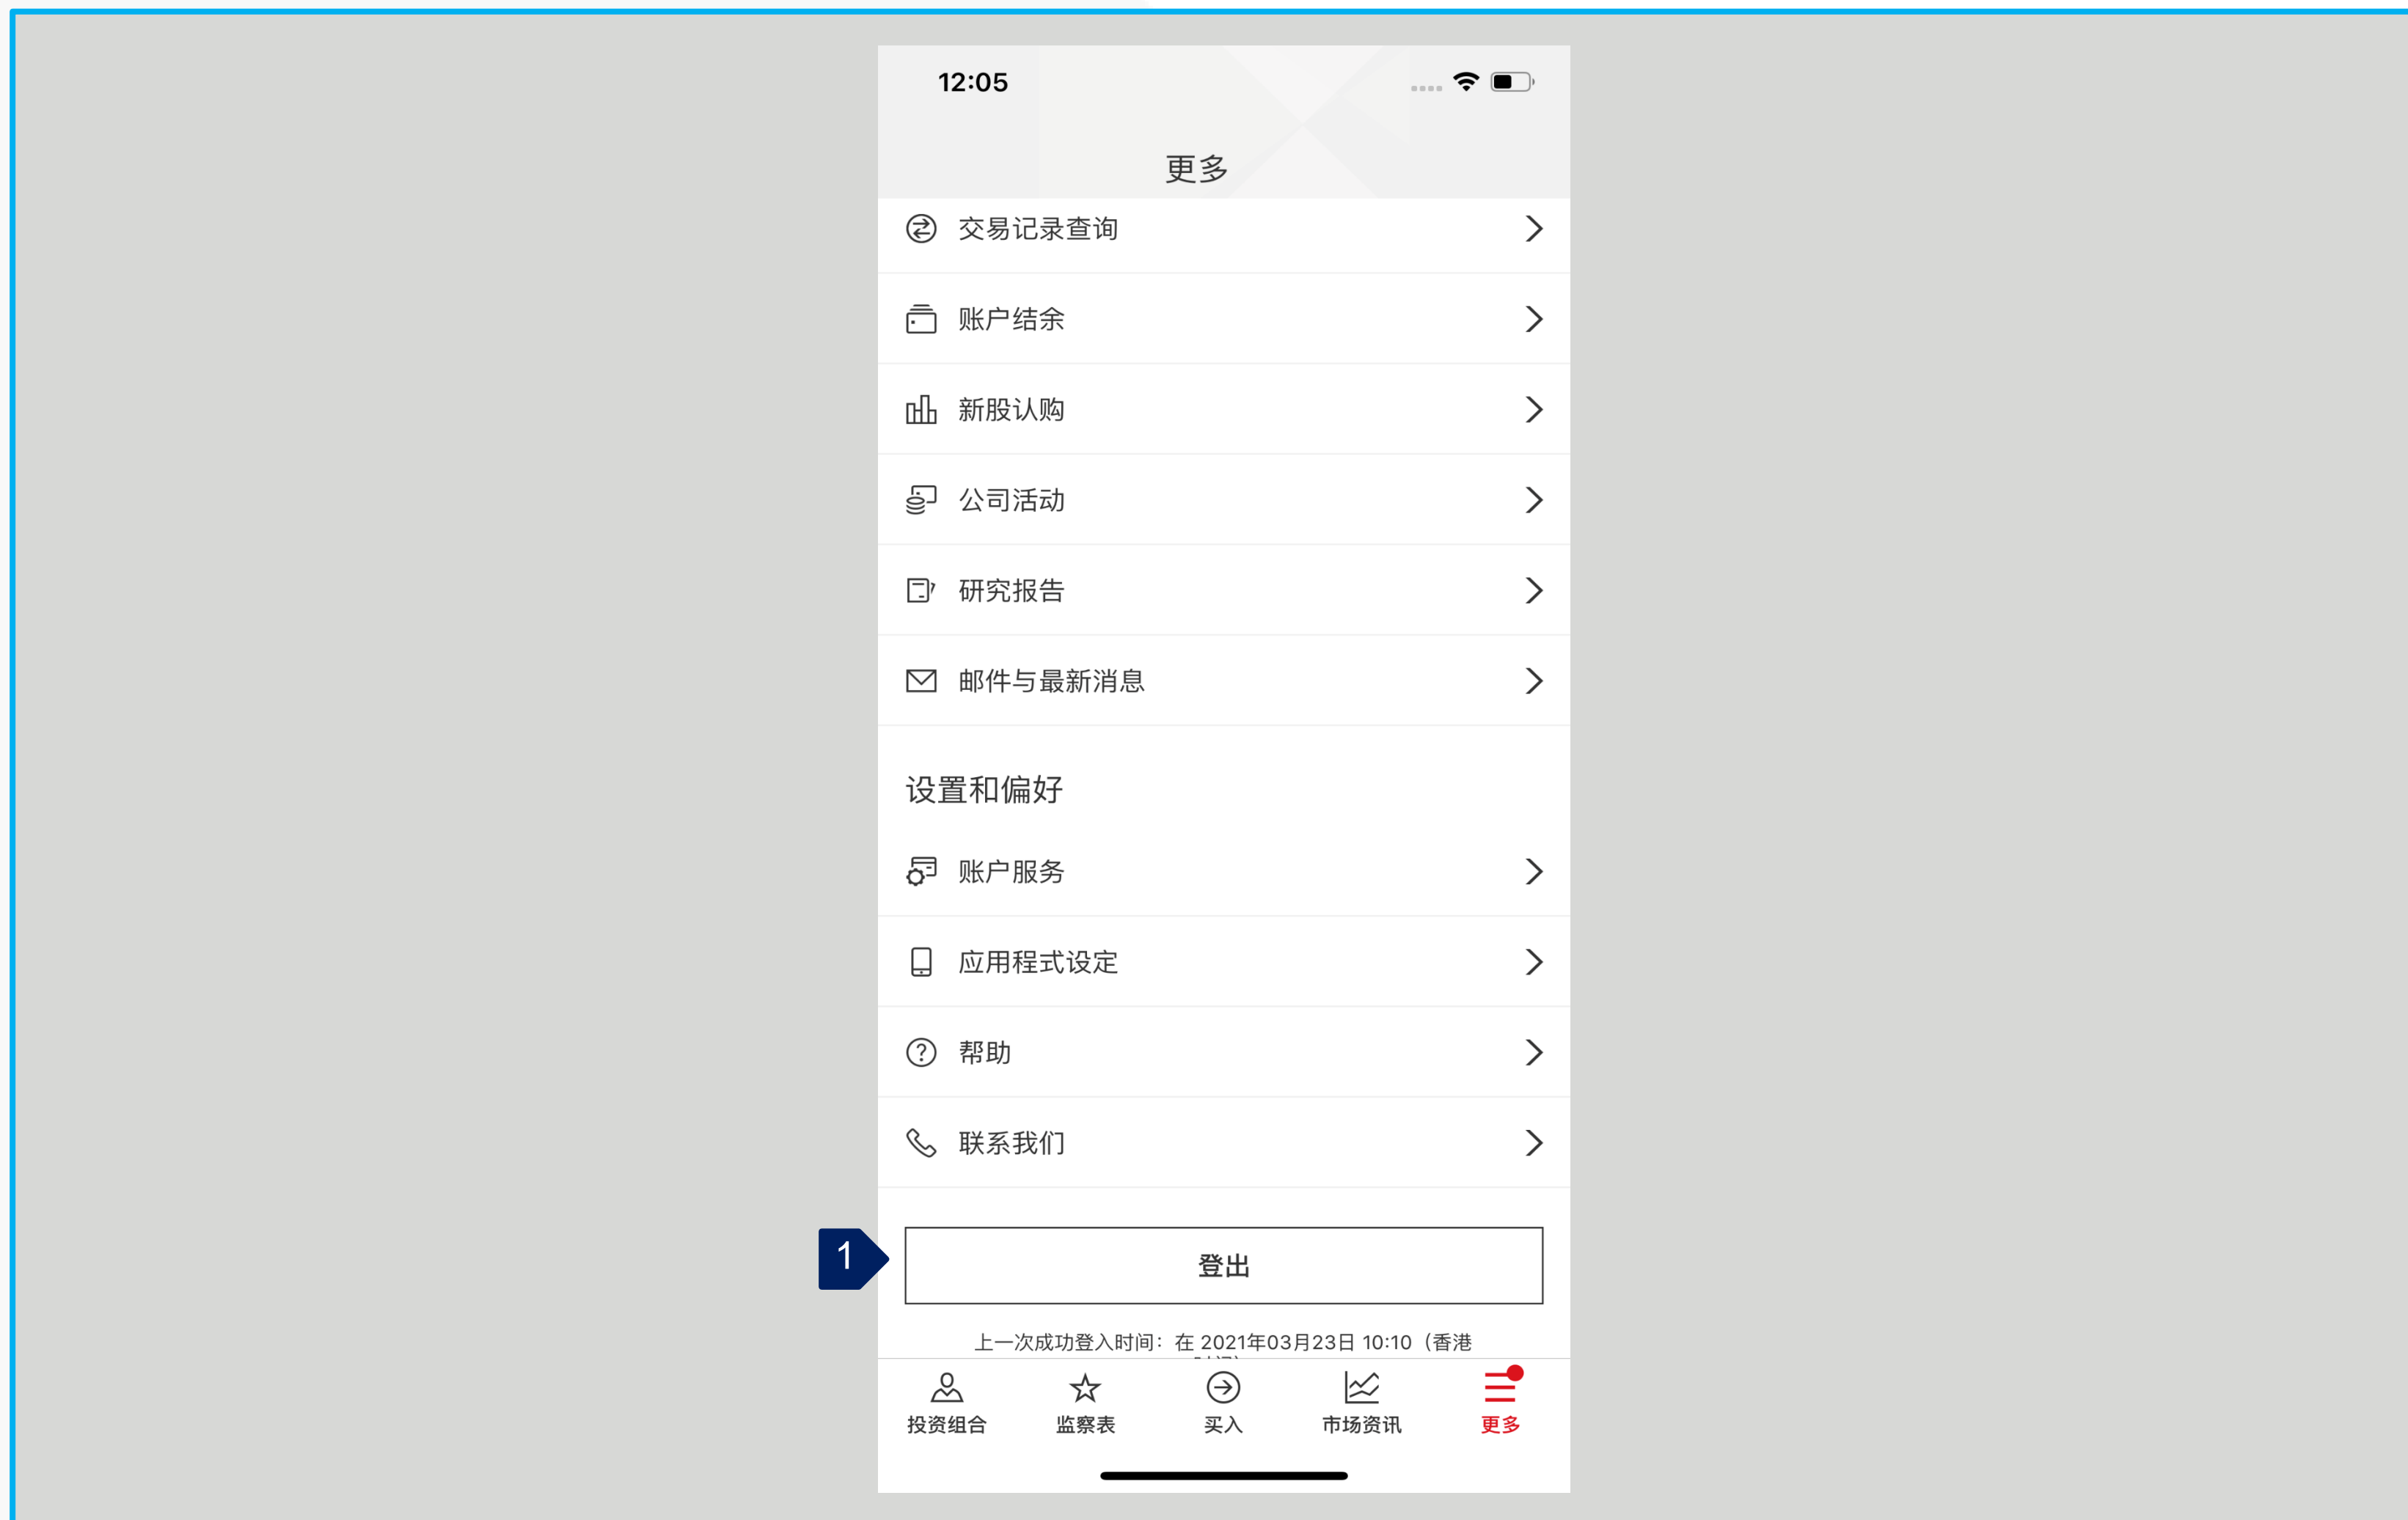 12:05
更多
交易记录查询
账户结余
新股认购
公司活动
研究报告
邮件与最新消息
设置和偏好
账户服务
应用程式设定
帮助
联系我们
1
登出
上一次成功登入时间：在 2021年03月23日 10:10（香港
投资组合
监察表
买入
市场资讯
更多